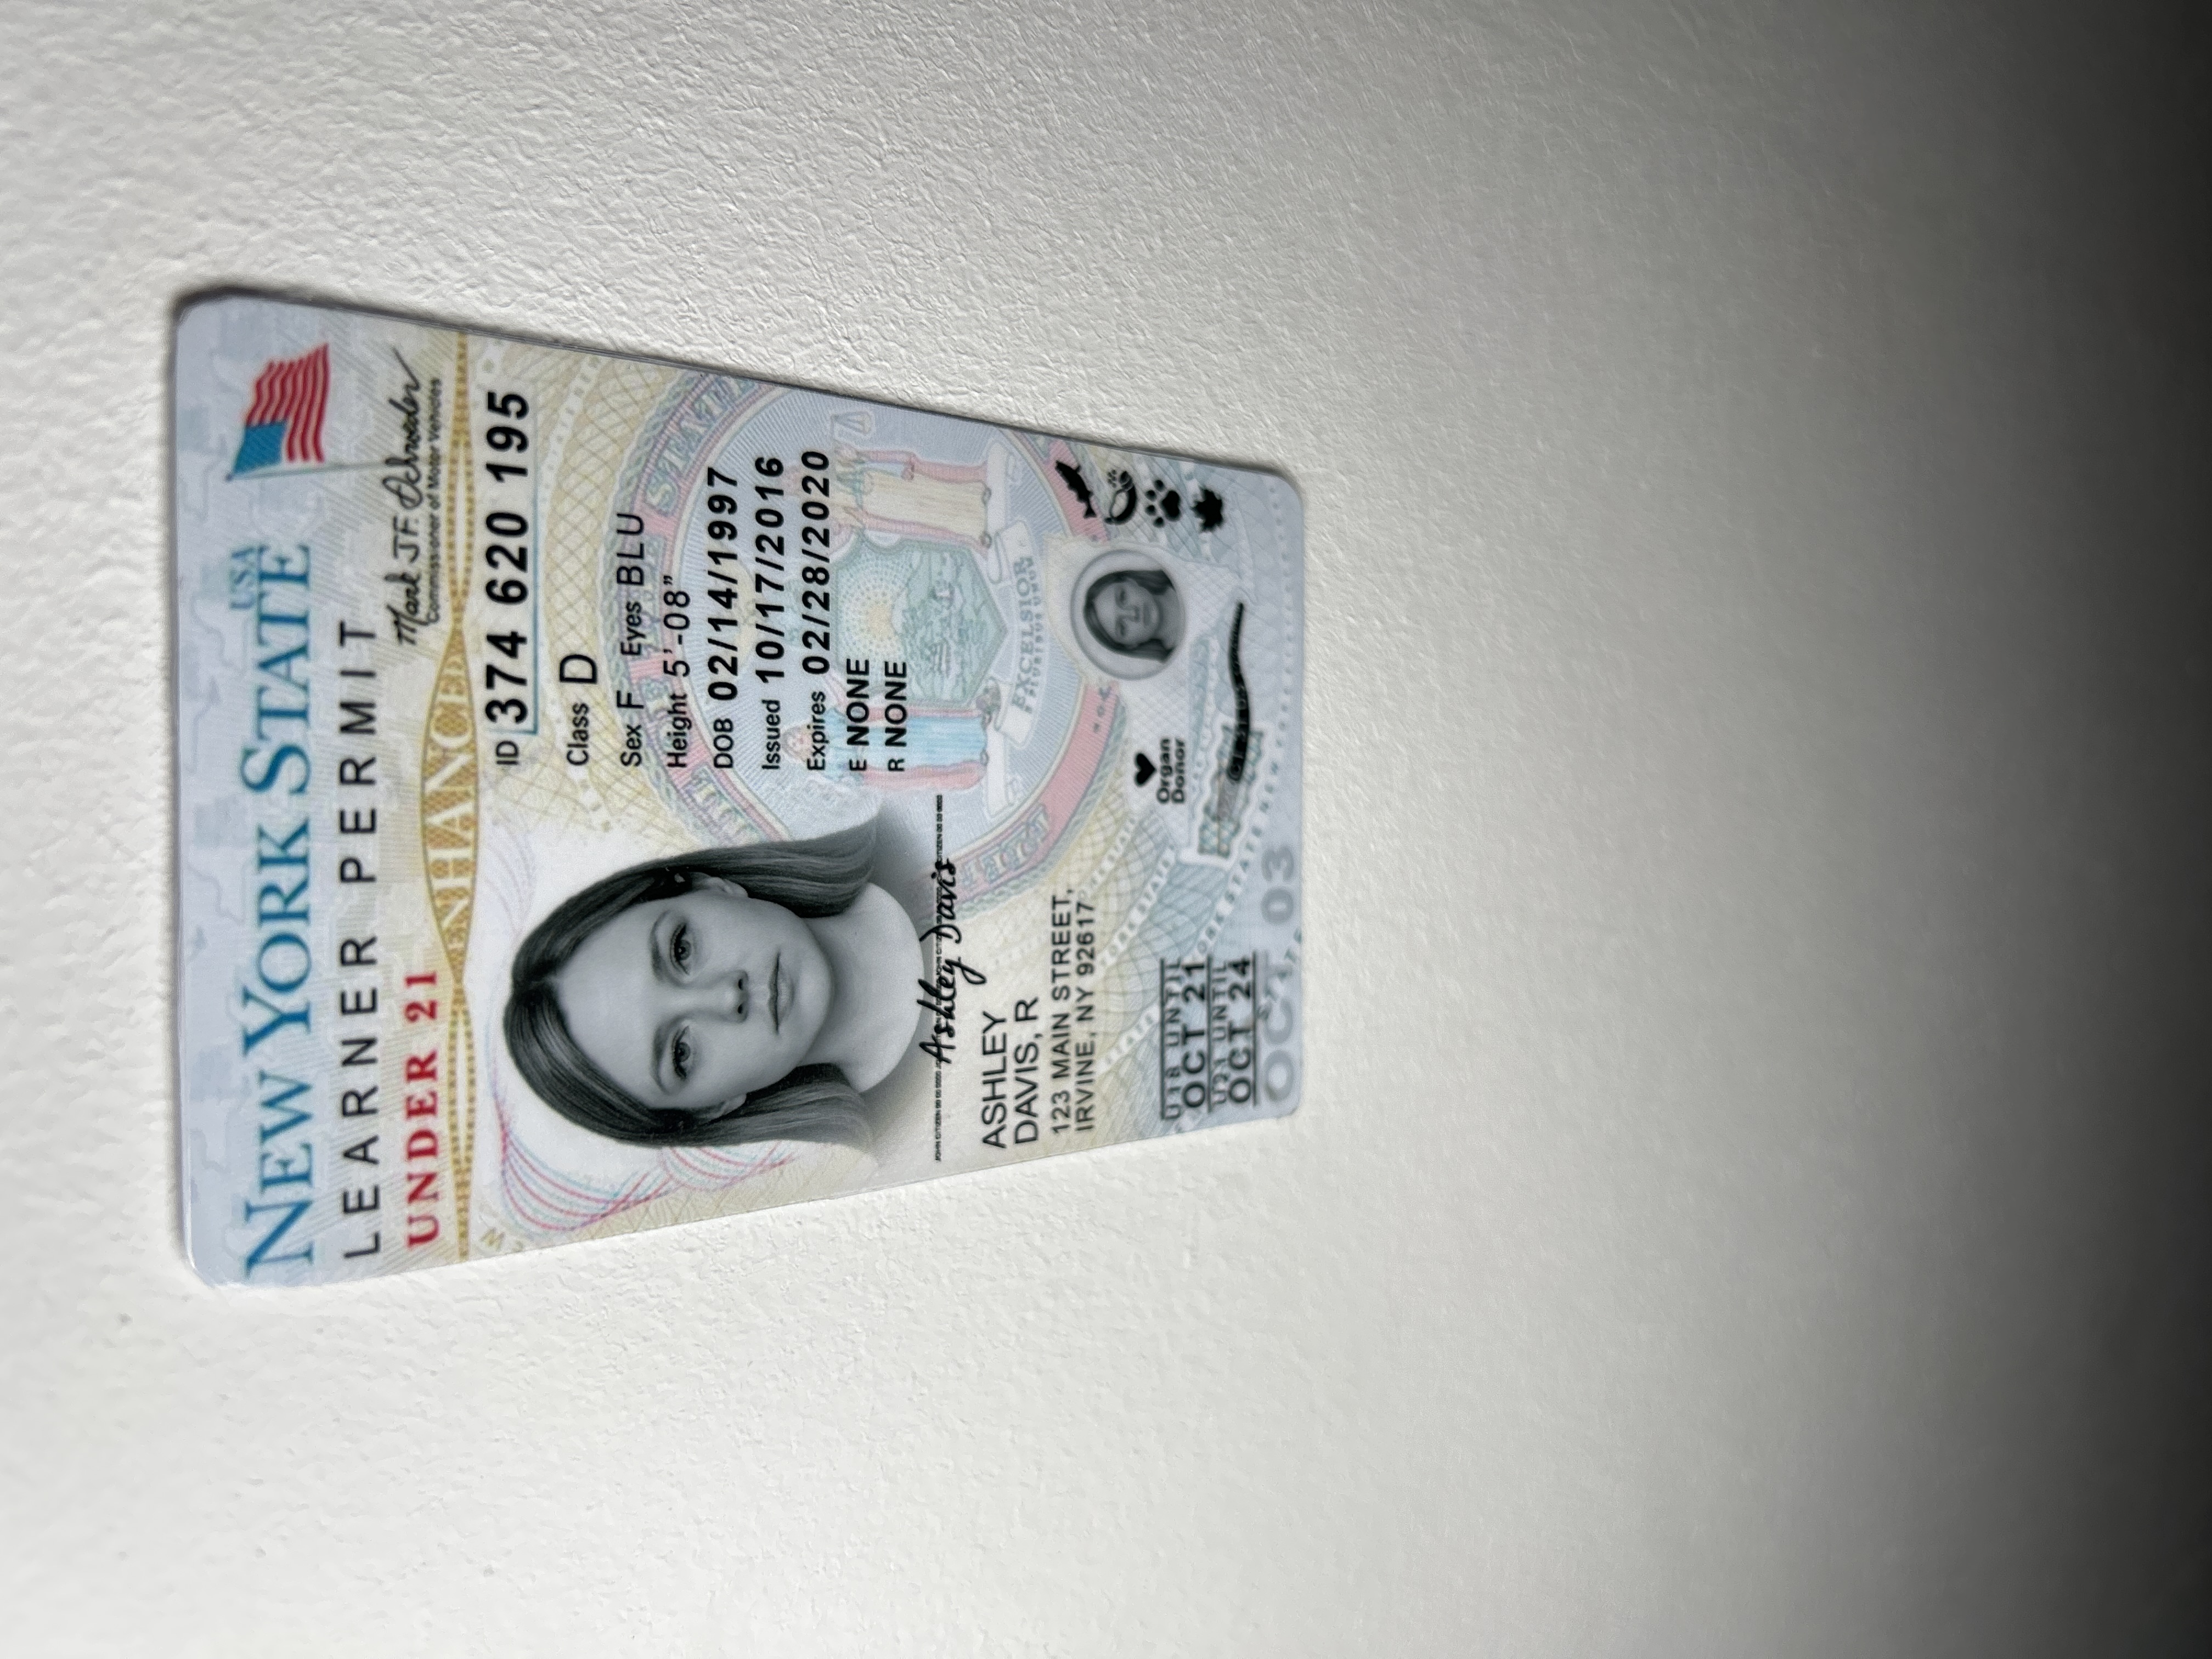 NEW YORK STATE USA
LEARNER PERMIT
UNDER 21
Mark J.F. Schroeder
Commissioner of Motor Vehicles
ENHANCED
ID 374 620 195
Class D
Sex F Eyes BLU
Height 5'-08"
DOB 02/14/1997
Issued 10/17/2016
Expires 02/28/2020
E NONE
R NONE
Ashley Davis
ASHLEY
DAVIS, R
123 MAIN STREET,
IRVINE, NY 92617
EXCELSIOR
E PLURIBUS UNUM
Organ
Donor
U18 UNTIL
OCT 21
U21 UNTIL
OCT 24
OCT 03